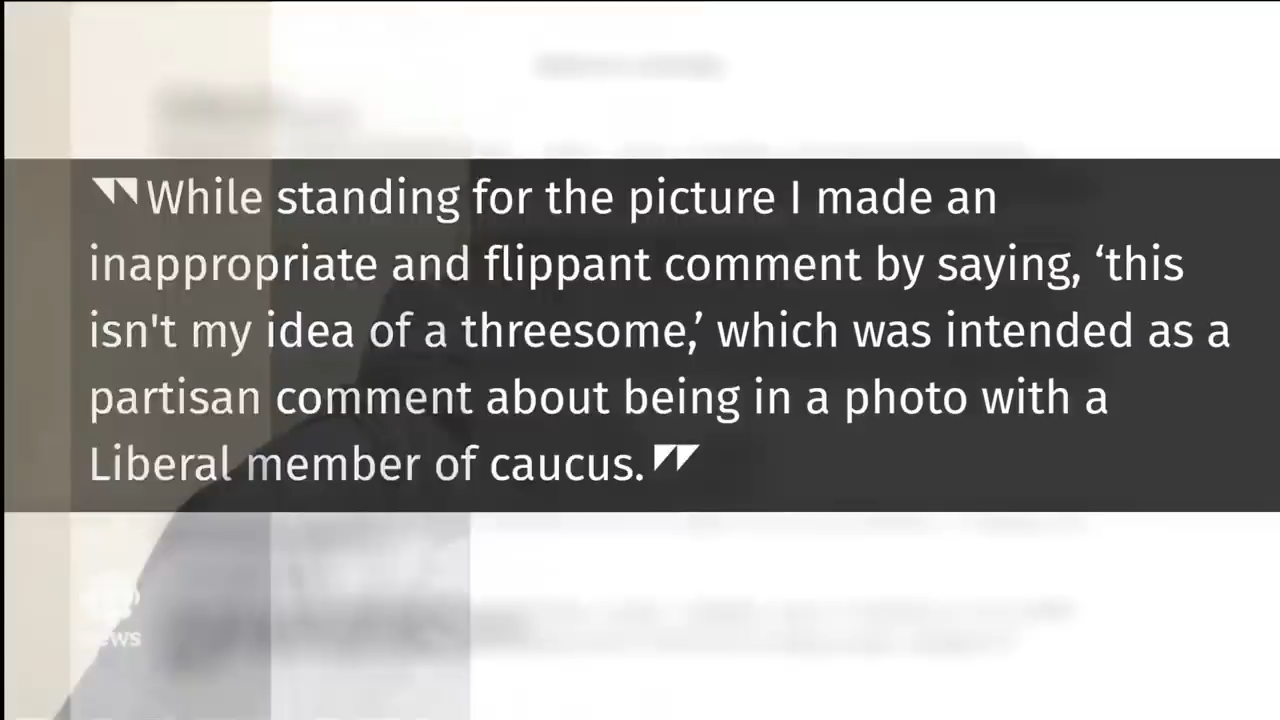 "While standing for the picture I made an
inappropriate and flippant comment by saying, ‘this
isn't my idea of a threesome,’ which was intended as a
partisan comment about being in a photo with a
Liberal member of caucus."
news